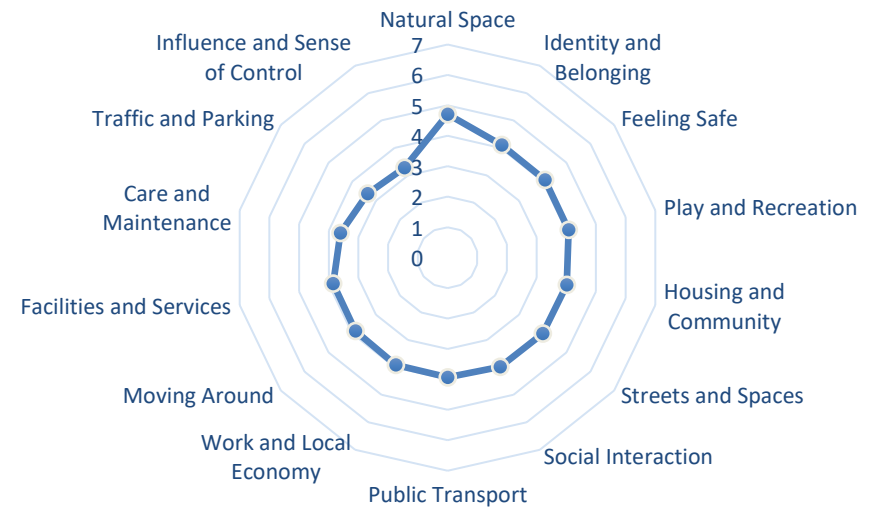 Natural Space
Identity and
Belonging
Feeling Safe
Play and Recreation
Housing and
Community
Streets and Spaces
Social Interaction
Public Transport
Work and Local
Economy
Moving Around
Facilities and Services
Care and
Maintenance
Traffic and Parking
Influence and Sense
of Control
7
6
5
4
3
2
1
0